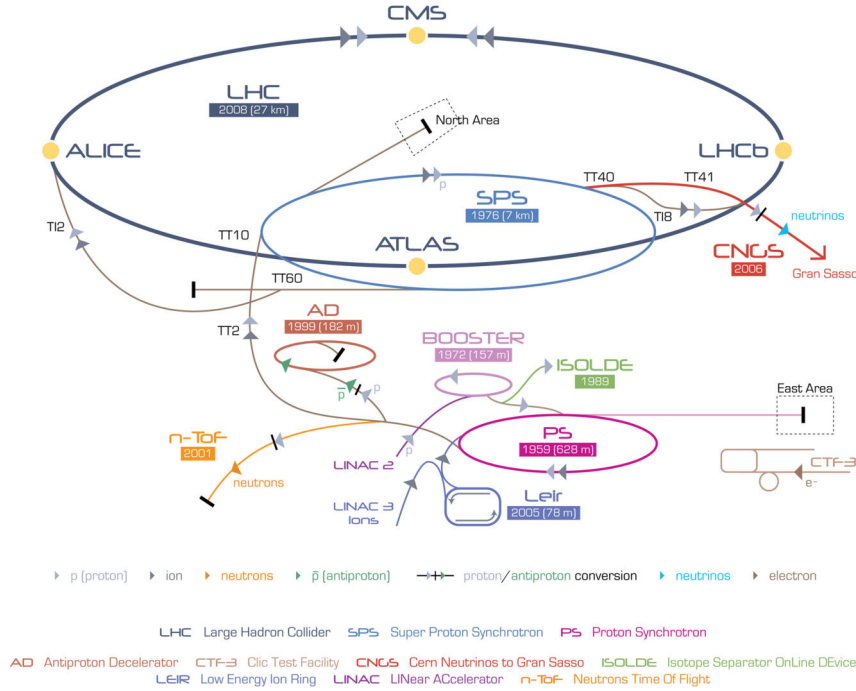 CMS
LHC
2008 (27 km)
North Area
ALICE
LHCb
TT40
TT41
p
SPS
1976 (7 km)
TI8
neutrinos
TI2
TT10
ATLAS
CNGS
2006
Gran Sasso
TT60
AD
1999 (182 m)
TT2
BOOSTER
1972 (157 m)
ISOLDE
1989
p̄
p
East Area
n-ToF
2001
PS
1959 (628 m)
p
LINAC 2
neutrons
CTF-3
e-
LINAC 3
Ions
Leir
2005 (78 m)
p (proton)
ion
neutrons
p̄ (antiproton)
proton/antiproton conversion
neutrinos
electron
LHC Large Hadron Collider SPS Super Proton Synchrotron PS Proton Synchrotron
AD Antiproton Decelerator CTF-3 Clic Test Facility CNGS Cern Neutrinos to Gran Sasso ISOLDE Isotope Separator OnLine DEvice
LEIR Low Energy Ion Ring LINAC LINear ACcelerator n-ToF Neutrons Time Of Flight